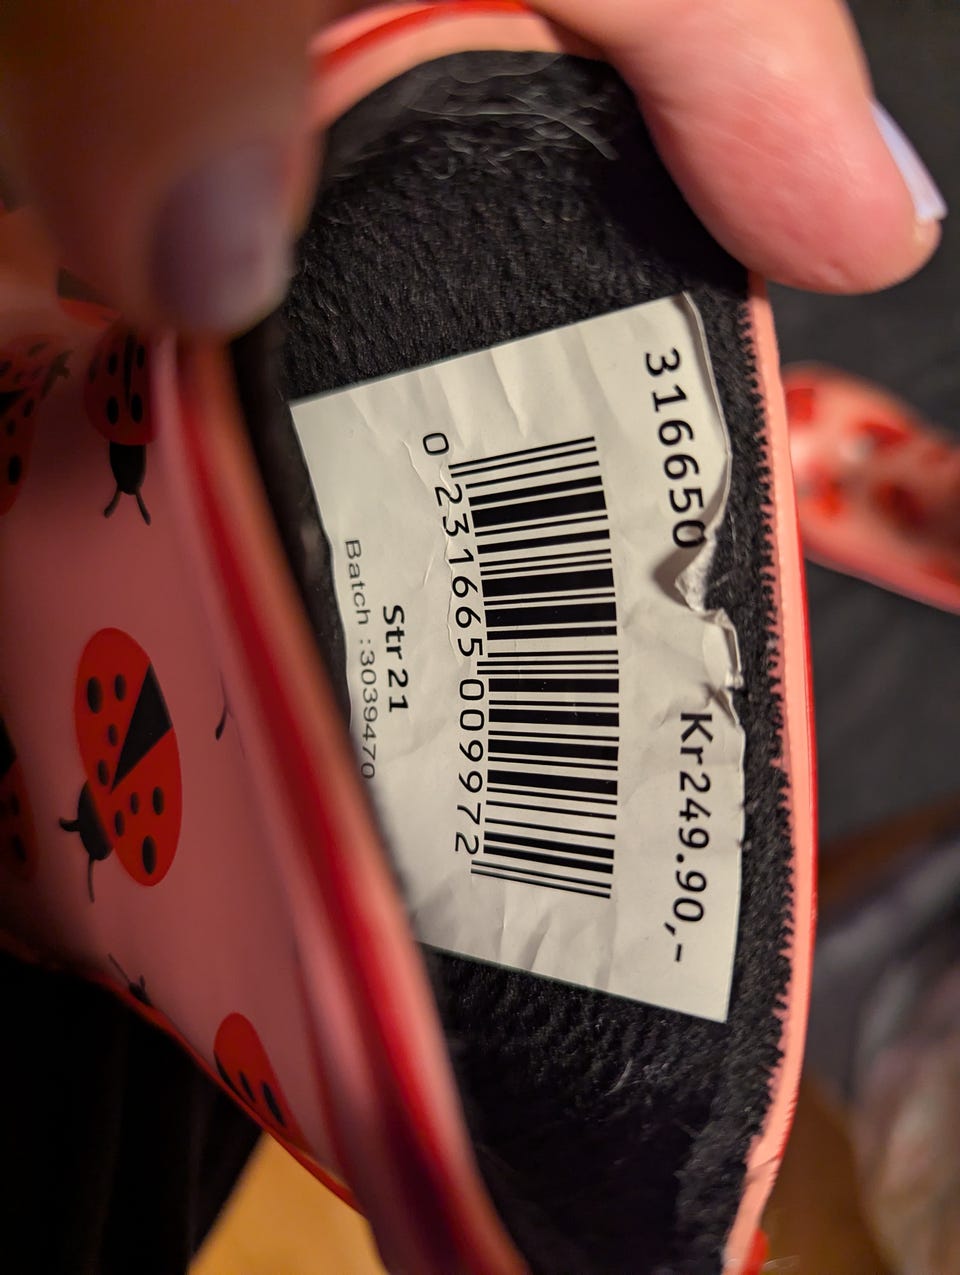 316650 Kr249.90,-
0 231665 009972
Str 21
Batch :3039470